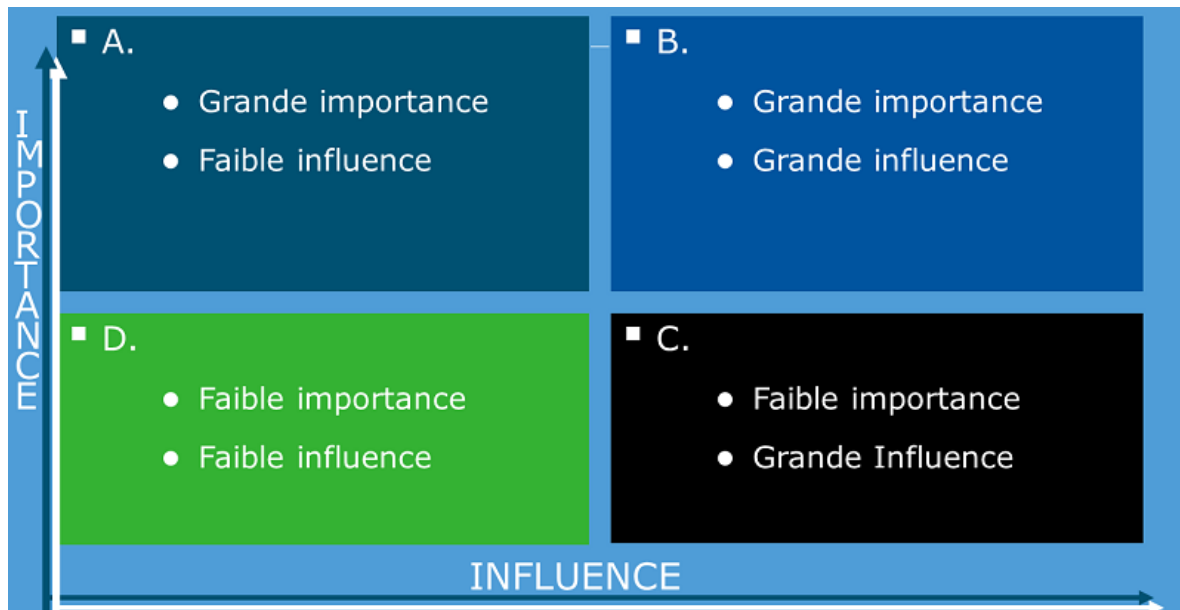 A.
Grande importance
Faible influence
B.
Grande importance
Grande influence
D.
Faible importance
Faible influence
C.
Faible importance
Grande Influence
IMPORTANCE
INFLUENCE